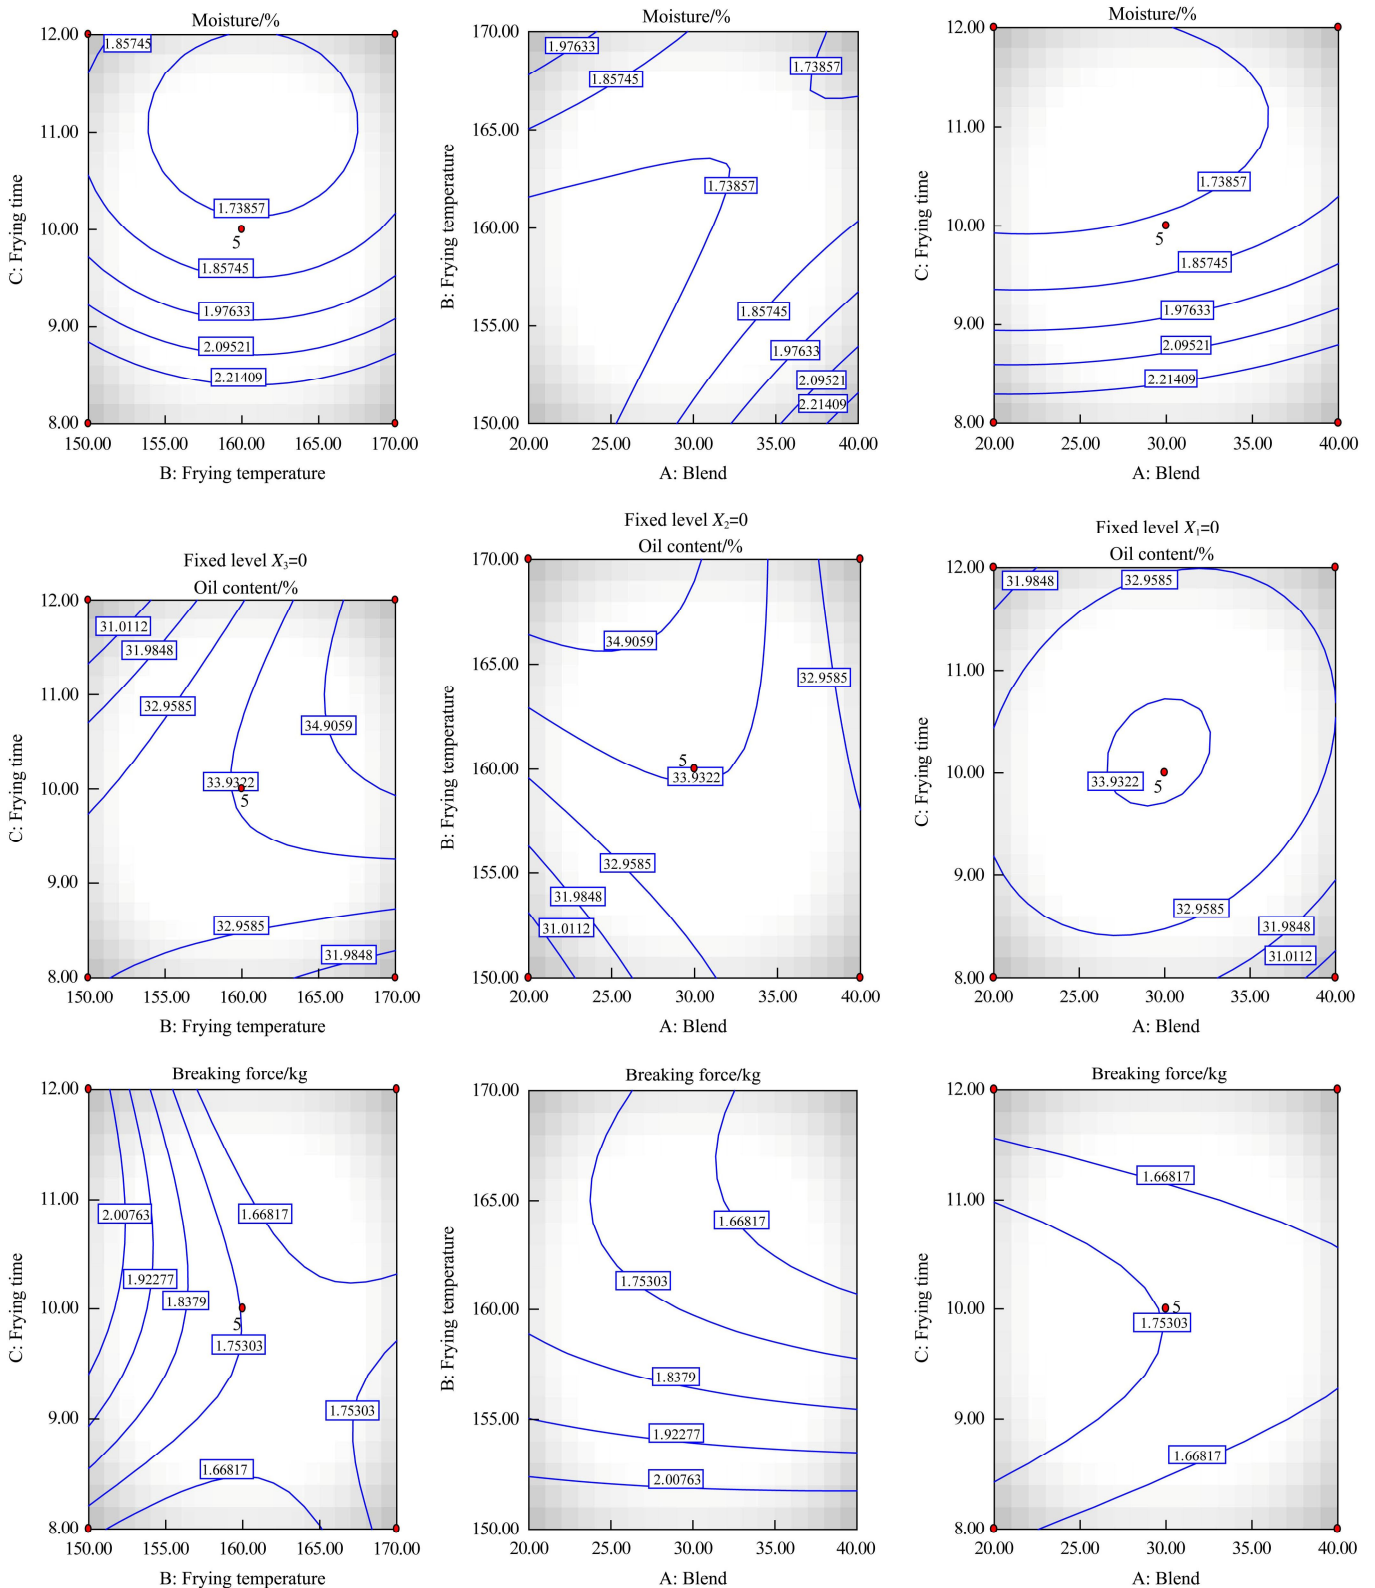 Moisture/%
12.00
11.00
10.00
9.00
8.00
C: Frying time
1.85745
1.73857
5
1.85745
1.97633
2.09521
2.21409
150.00 155.00 160.00 165.00 170.00
B: Frying temperature
Moisture/%
170.00
165.00
160.00
155.00
150.00
B: Frying temperature
1.97633
1.85745
1.73857
1.73857
1.85745
1.97633
2.09521
2.21409
20.00 25.00 30.00 35.00 40.00
A: Blend
Moisture/%
12.00
11.00
10.00
9.00
8.00
C: Frying time
1.73857
5
1.85745
1.97633
2.09521
2.21409
20.00 25.00 30.00 35.00 40.00
A: Blend
Fixed level X3=0
Oil content/%
12.00
11.00
10.00
9.00
8.00
C: Frying time
31.0112
31.9848
32.9585
34.9059
33.9322
5
32.9585
31.9848
150.00 155.00 160.00 165.00 170.00
B: Frying temperature
Fixed level X2=0
Oil content/%
170.00
165.00
160.00
155.00
150.00
B: Frying temperature
34.9059
32.9585
5
33.9322
32.9585
31.9848
31.0112
20.00 25.00 30.00 35.00 40.00
A: Blend
Fixed level X1=0
Oil content/%
12.00
11.00
10.00
9.00
8.00
C: Frying time
31.9848
32.9585
33.9322
5
32.9585
31.9848
31.0112
20.00 25.00 30.00 35.00 40.00
A: Blend
Breaking force/kg
12.00
11.00
10.00
9.00
8.00
C: Frying time
2.00763
1.66817
1.92277
1.8379
5
1.75303
1.75303
1.66817
150.00 155.00 160.00 165.00 170.00
B: Frying temperature
Breaking force/kg
170.00
165.00
160.00
155.00
150.00
B: Frying temperature
1.66817
1.75303
1.8379
1.92277
2.00763
20.00 25.00 30.00 35.00 40.00
A: Blend
Breaking force/kg
12.00
11.00
10.00
9.00
8.00
C: Frying time
1.66817
5
1.75303
1.66817
20.00 25.00 30.00 35.00 40.00
A: Blend